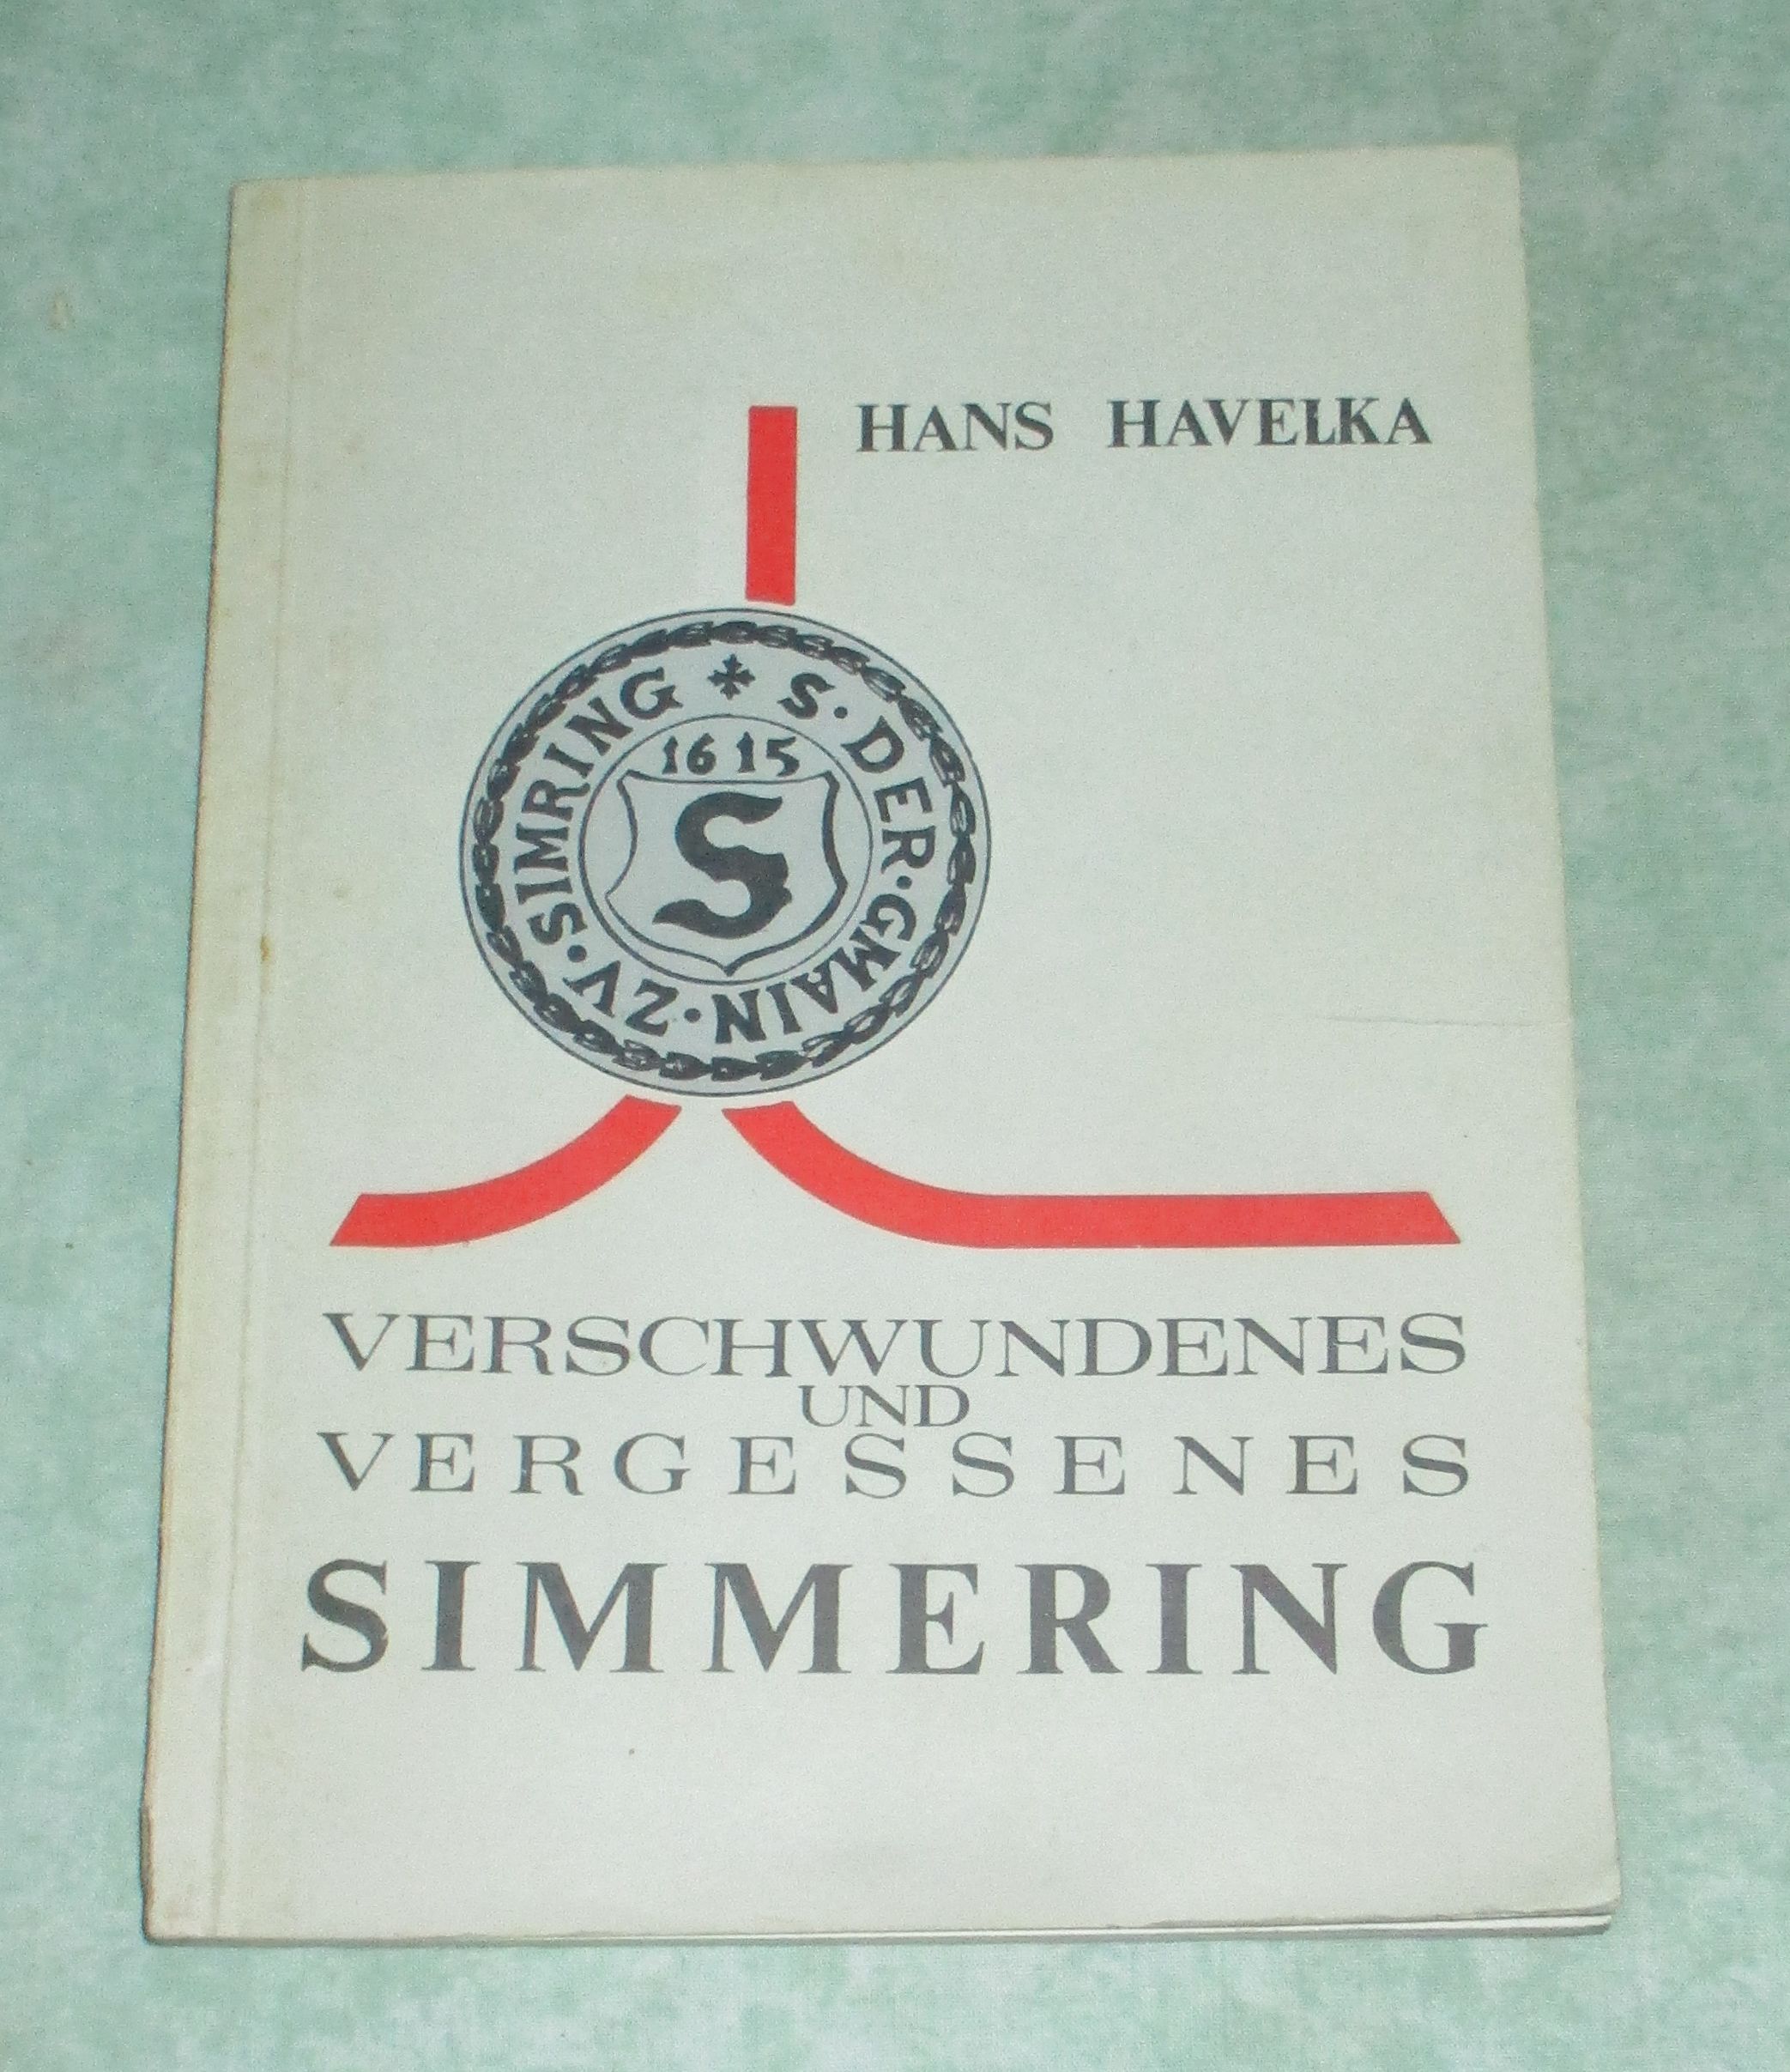 HANS HAVELKA
S·DER·GMAIN·ZV·SIMRING
1615
S
VERSCHWUNDENES
UND
VERGESSENES
SIMMERING